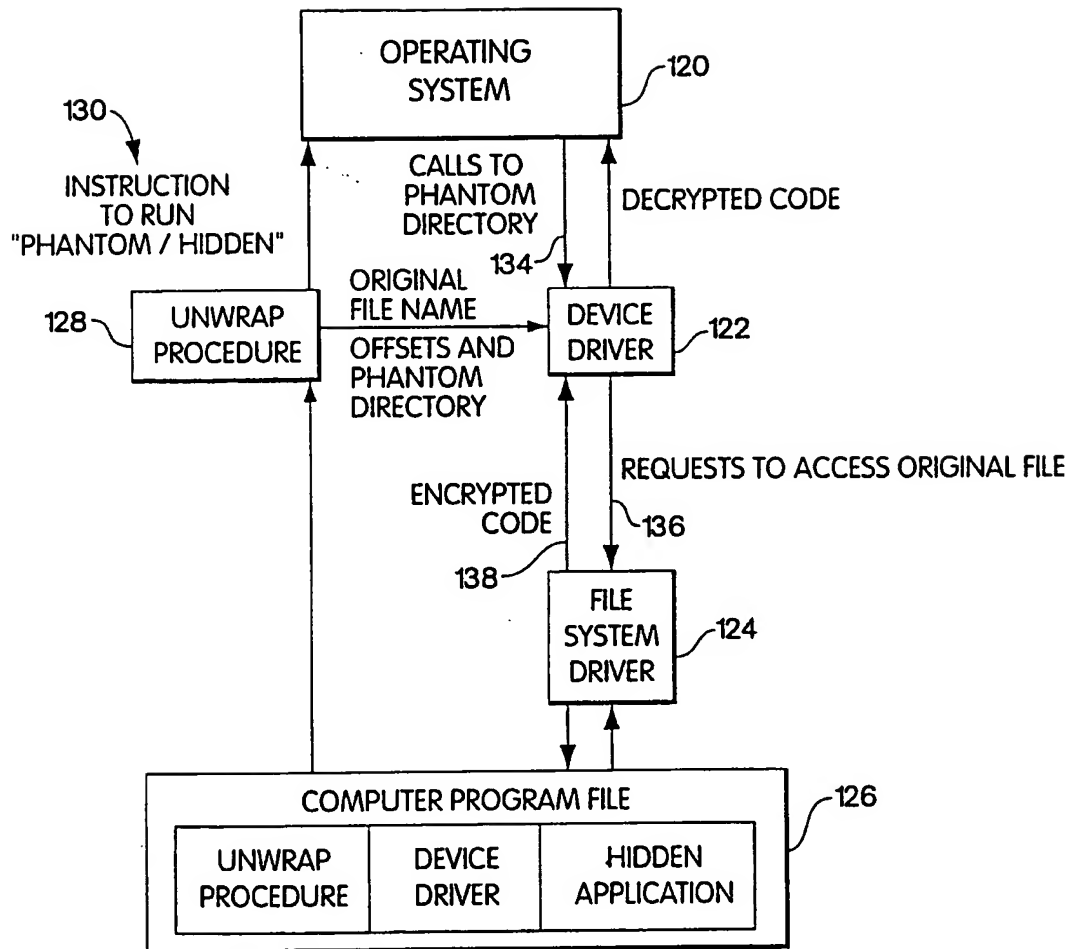 OPERATING
SYSTEM
120
130
INSTRUCTION
TO RUN
"PHANTOM / HIDDEN"
CALLS TO
PHANTOM
DIRECTORY
134
DECRYPTED CODE
128
UNWRAP
PROCEDURE
ORIGINAL
FILE NAME
OFFSETS AND
PHANTOM
DIRECTORY
DEVICE
DRIVER
122
REQUESTS TO ACCESS ORIGINAL FILE
136
ENCRYPTED
CODE
138
FILE
SYSTEM
DRIVER
124
COMPUTER PROGRAM FILE
126
UNWRAP
PROCEDURE
DEVICE
DRIVER
HIDDEN
APPLICATION